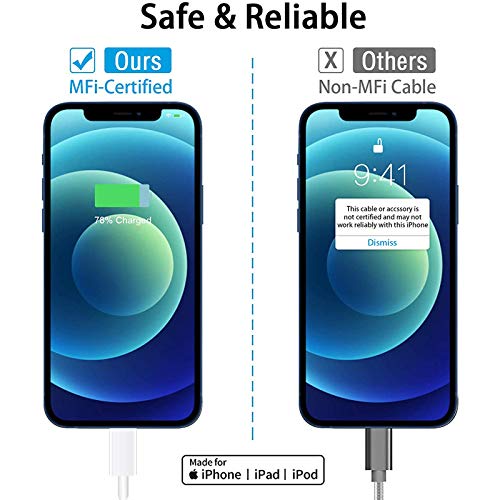 Safe & Reliable
Ours
MFi-Certified
78% Charged
X Others
Non-MFi Cable
9:41
This cable or accssory is
not certified and may not
work reliably with this iPhone
Dismiss
Made for
iPhone | iPad | iPod